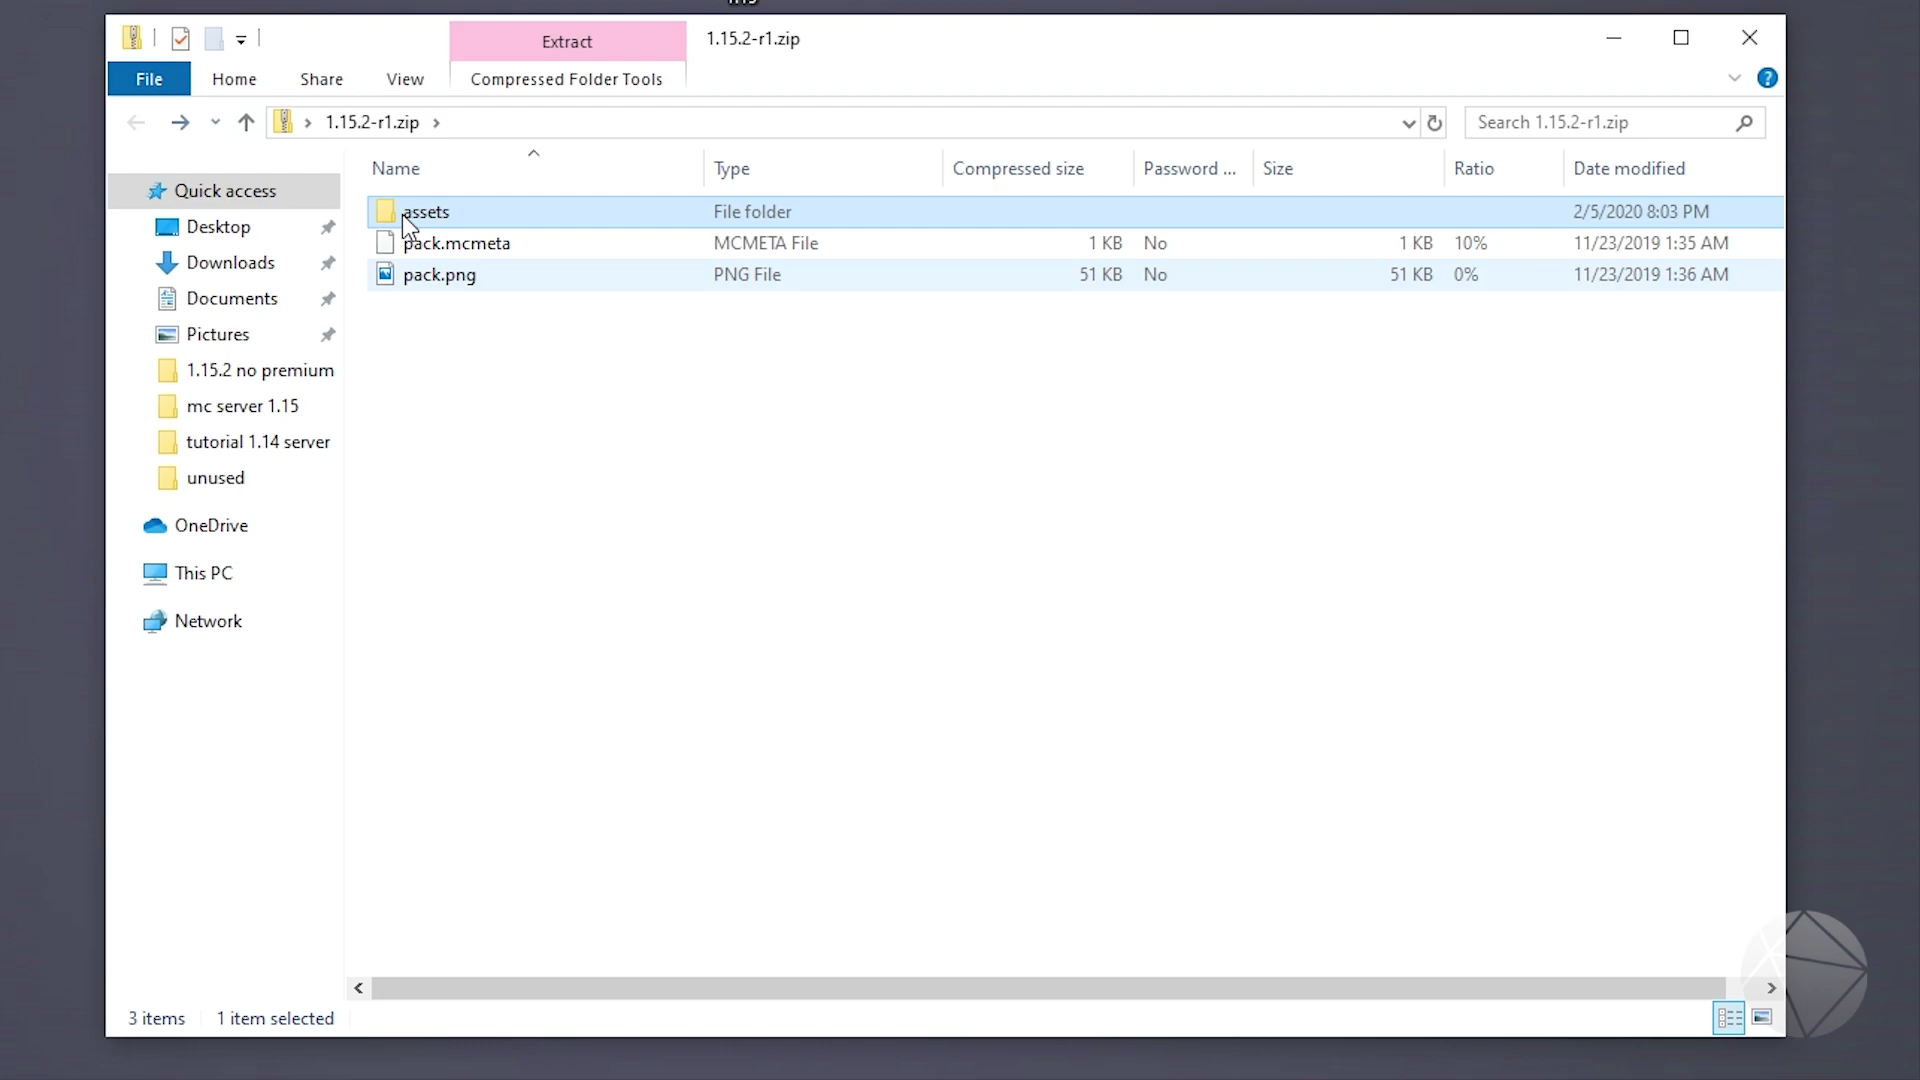 Extract
1.15.2-r1.zip
File
Home
Share
View
Compressed Folder Tools
?
1.15.2-r1.zip
Search 1.15.2-r1.zip
Name
Type
Compressed size
Password ...
Size
Ratio
Date modified
Quick access
Desktop
Downloads
Documents
Pictures
1.15.2 no premium
mc server 1.15
tutorial 1.14 server
unused
OneDrive
This PC
Network
assets File folder 2/5/2020 8:03 PM
pack.mcmeta MCMETA File 1 KB No 1 KB 10% 11/23/2019 1:35 AM
pack.png PNG File 51 KB No 51 KB 0% 11/23/2019 1:36 AM
3 items
1 item selected